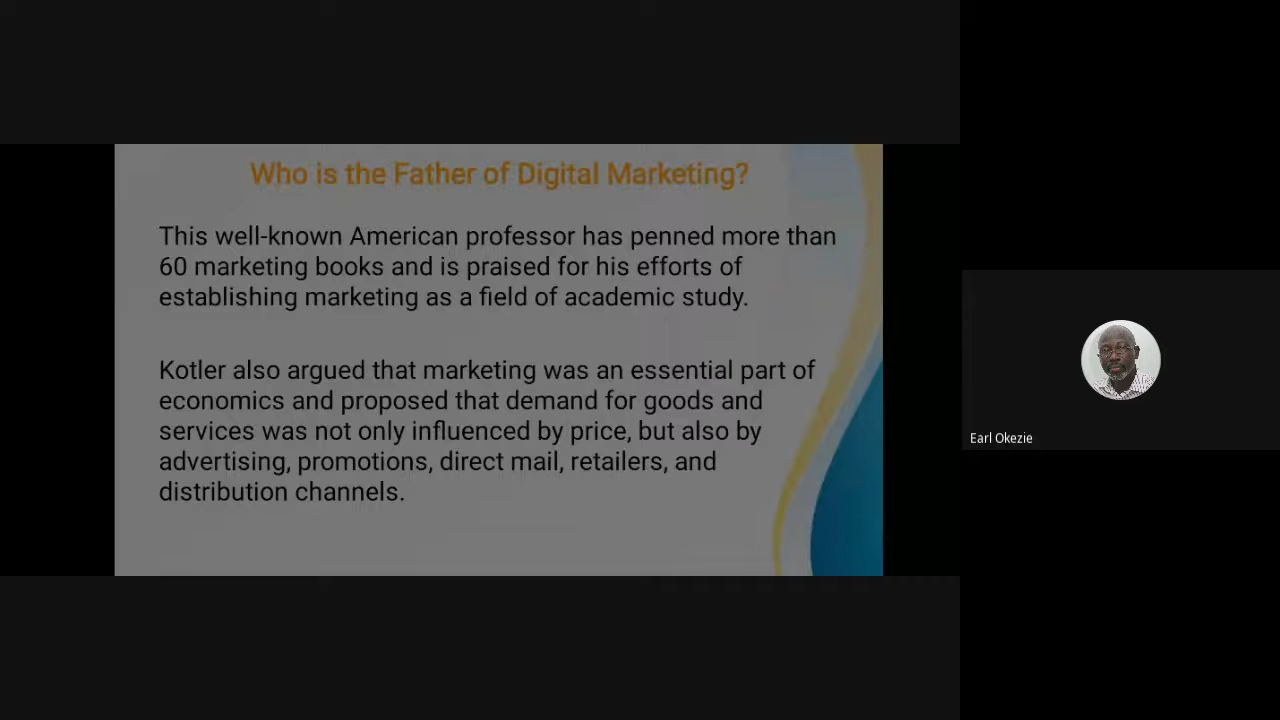 Who is the Father of Digital Marketing?
This well-known American professor has penned more than
60 marketing books and is praised for his efforts of
establishing marketing as a field of academic study.
Kotler also argued that marketing was an essential part of
economics and proposed that demand for goods and
services was not only influenced by price, but also by
advertising, promotions, direct mail, retailers, and
distribution channels.
Earl Okezie